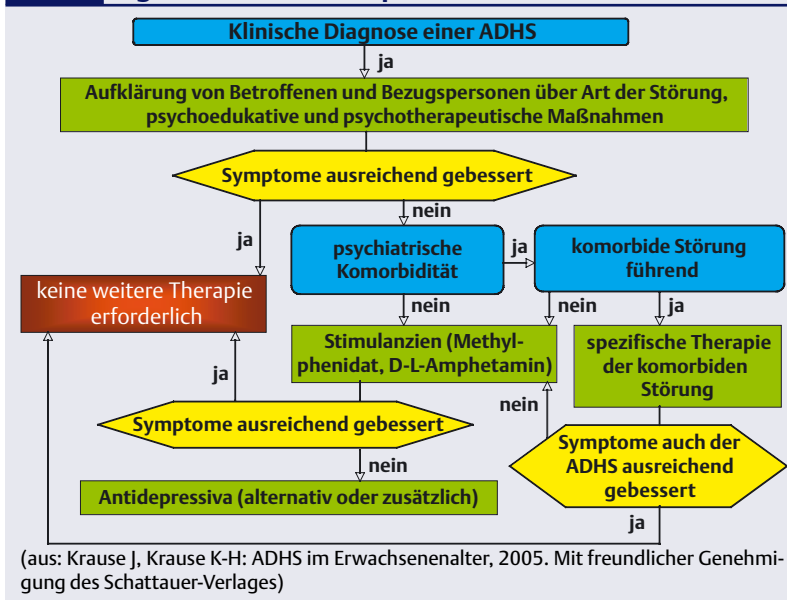 Klinische Diagnose einer ADHS
ja
Aufklärung von Betroffenen und Bezugspersonen über Art der Störung,
psychoedukative und psychotherapeutische Maßnahmen
Symptome ausreichend gebessert
ja
nein
psychiatrische
Komorbidität
ja
komorbide Störung
führend
keine weitere Therapie
erforderlich
nein
nein
ja
Stimulanzien (Methyl-
phenidat, D-L-Amphetamin)
spezifische Therapie
der komorbiden
Störung
ja
nein
Symptome ausreichend gebessert
Symptome auch der
ADHS ausreichend
gebessert
nein
Antidepressiva (alternativ oder zusätzlich)
ja
(aus: Krause J, Krause K-H: ADHS im Erwachsenenalter, 2005. Mit freundlicher Genehmi-
gung des Schattauer-Verlages)